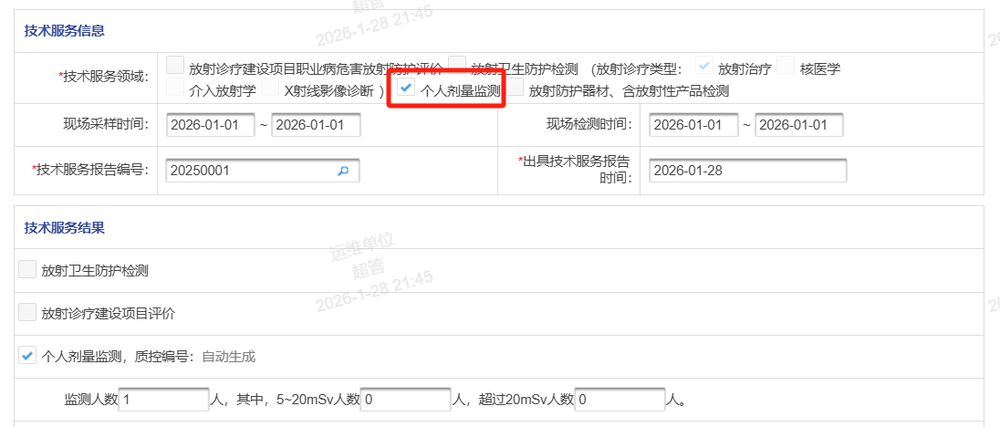 超管
2026-1-28 21:45
技术服务信息
*技术服务领域：
放射诊疗建设项目职业病危害放射防护评价 放射卫生防护检测 (放射诊疗类型： 放射治疗 核医学
介入放射学 X射线影像诊断 ) 个人剂量监测 放射防护器材、含放射性产品检测
现场采样时间： 2026-01-01 ~ 2026-01-01 现场检测时间： 2026-01-01 ~ 2026-01-01
*技术服务报告编号： 20250001 *出具技术服务报告
时间： 2026-01-28
技术服务结果
运维单位
超管
2026-1-28 21:45
放射卫生防护检测
放射诊疗建设项目评价
个人剂量监测，质控编号：自动生成
监测人数 1 人，其中，5~20mSv人数 0 人，超过20mSv人数 0 人。